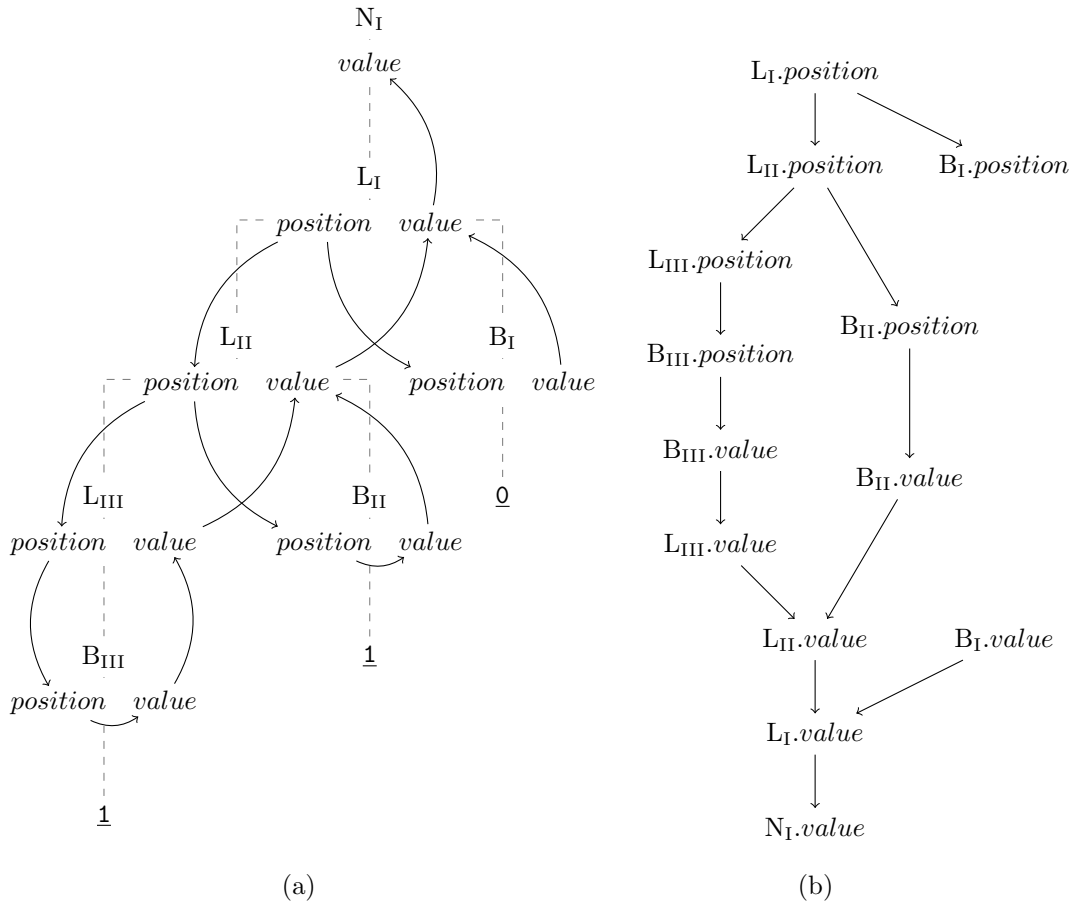 N_I
value
L_I
position value
L_II B_I
position value position value
L_III B_II 0
position value position value
B_III 1
position value
1
(a)
L_I.position
L_II.position B_I.position
L_III.position
B_II.position
B_III.position
B_III.value
B_II.value
L_III.value
L_II.value B_I.value
L_I.value
N_I.value
(b)